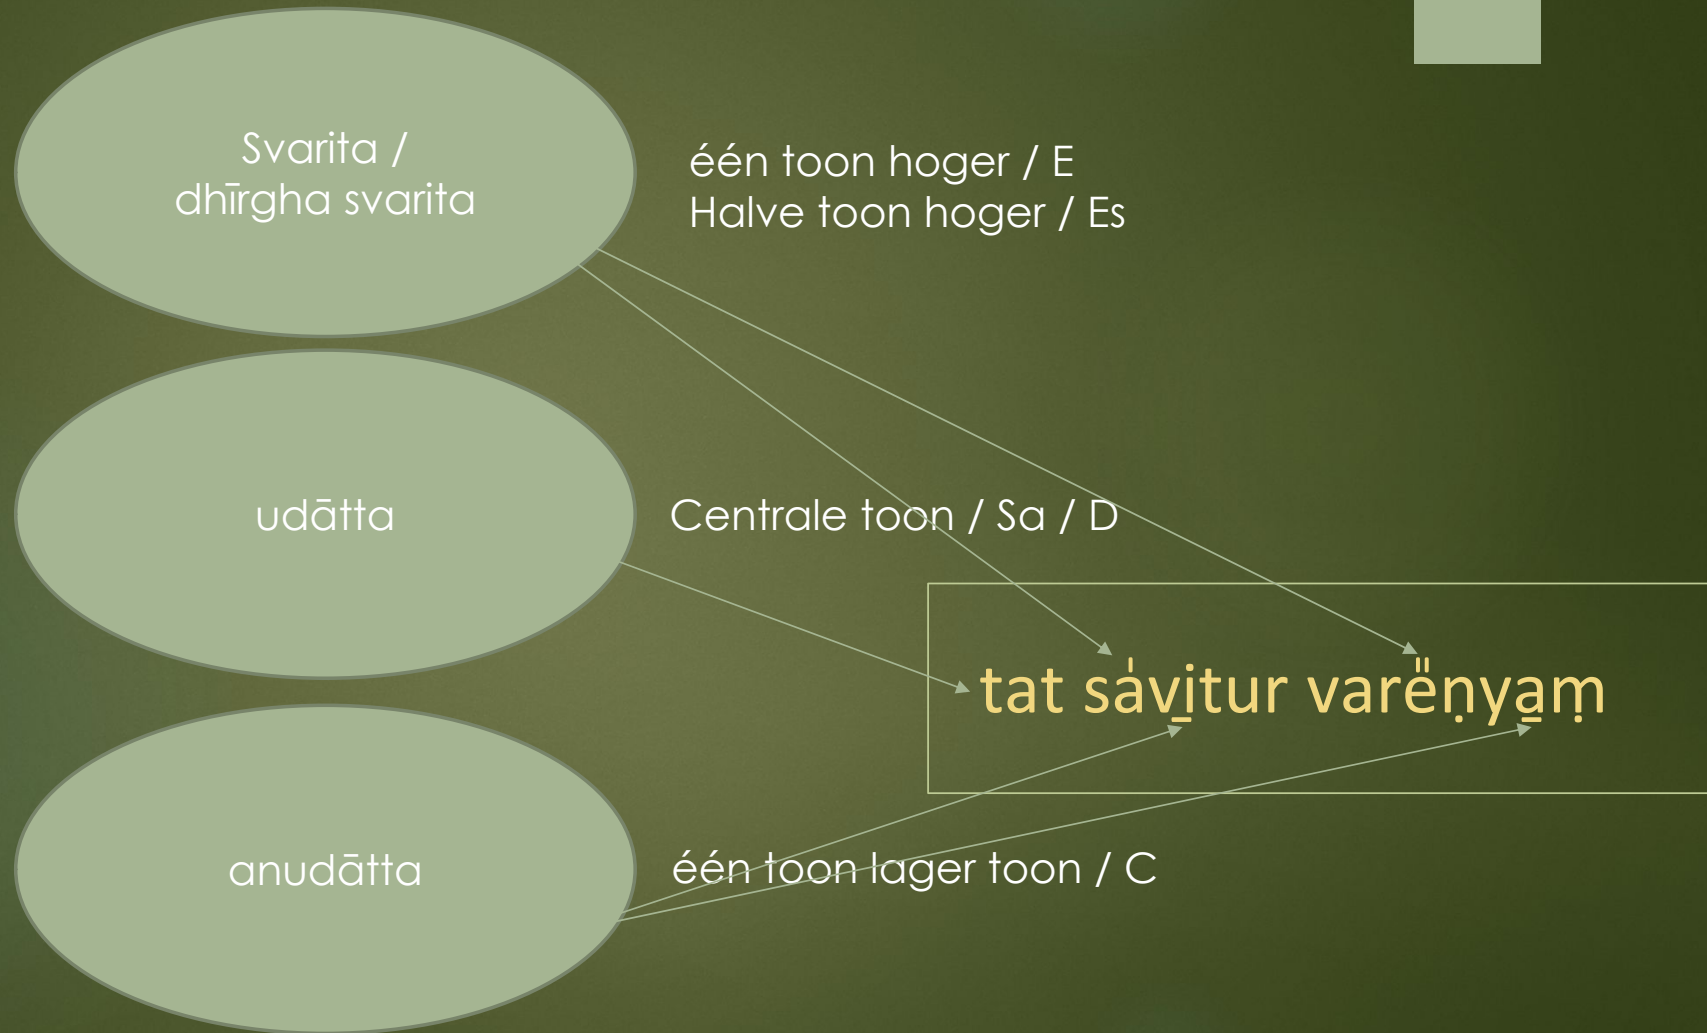 Svarita /
dhīrgha svarita
één toon hoger / E
Halve toon hoger / Es
udātta
Centrale toon / Sa / D
tat sa̍vi̱tur vare̎ṇya̱ṃ
anudātta
één toon lager toon / C